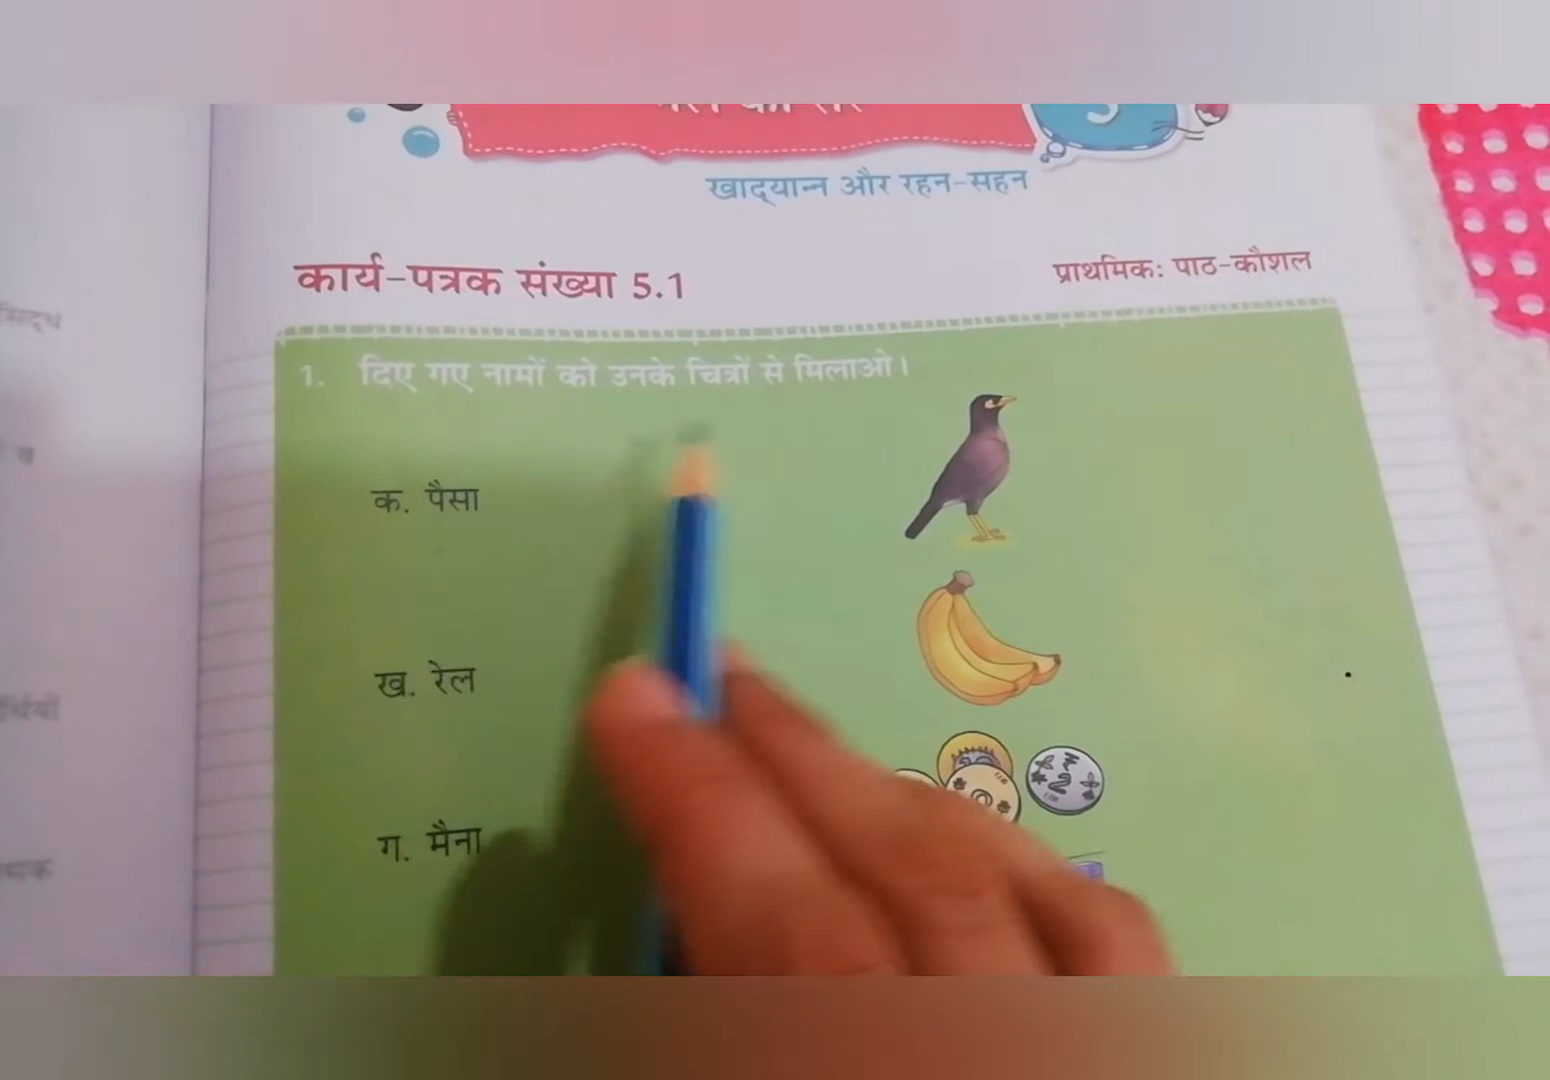 खाद्‌यान्न और रहन-सहन
कार्य-पत्रक संख्या 5.1
प्राथमिक: पाठ-कौशल
1. दिए गए नामों को उनके चित्रों से मिलाओ।
क. पैसा
ख. रेल
ग. मैना